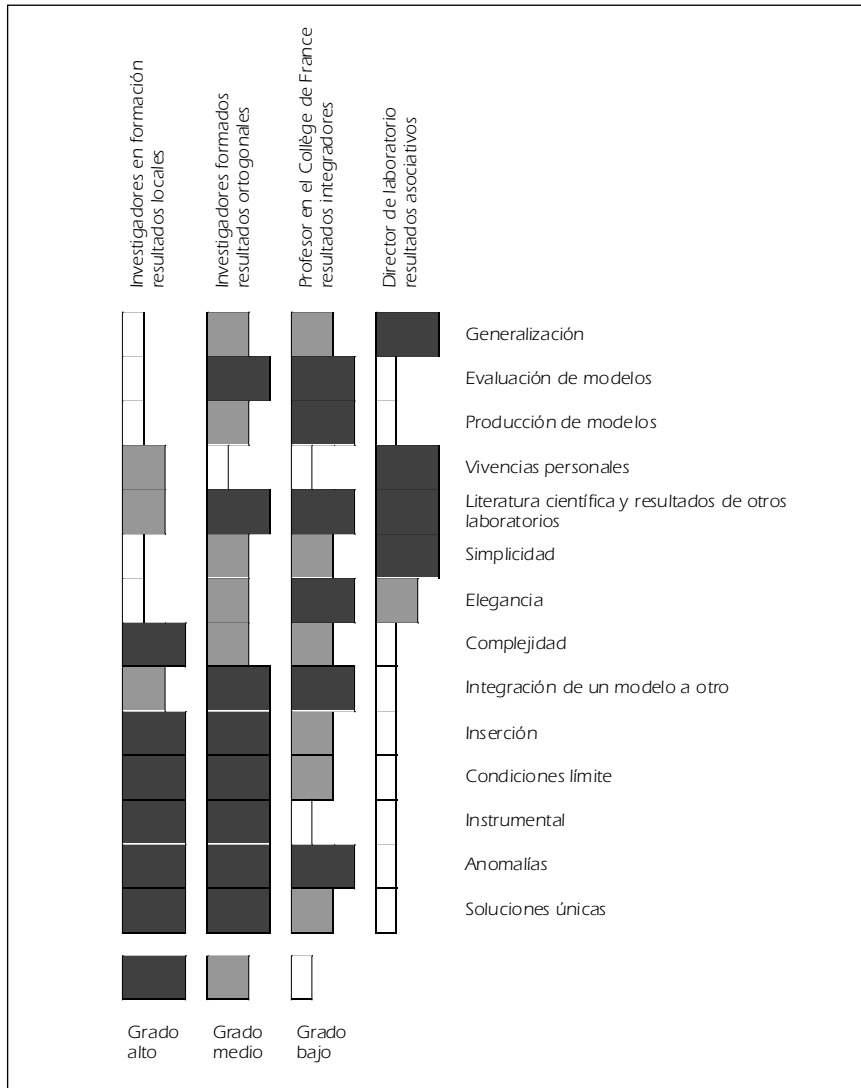 Investigadores en formación
resultados locales
Investigadores formados
resultados ortogonales
Profesor en el Collège de France
resultados integradores
Director de laboratorio
resultados asociativos
Generalización
Evaluación de modelos
Producción de modelos
Vivencias personales
Literatura científica y resultados de otros
laboratorios
Simplicidad
Elegancia
Complejidad
Integración de un modelo a otro
Inserción
Condiciones límite
Instrumental
Anomalías
Soluciones únicas
Grado
alto
Grado
medio
Grado
bajo